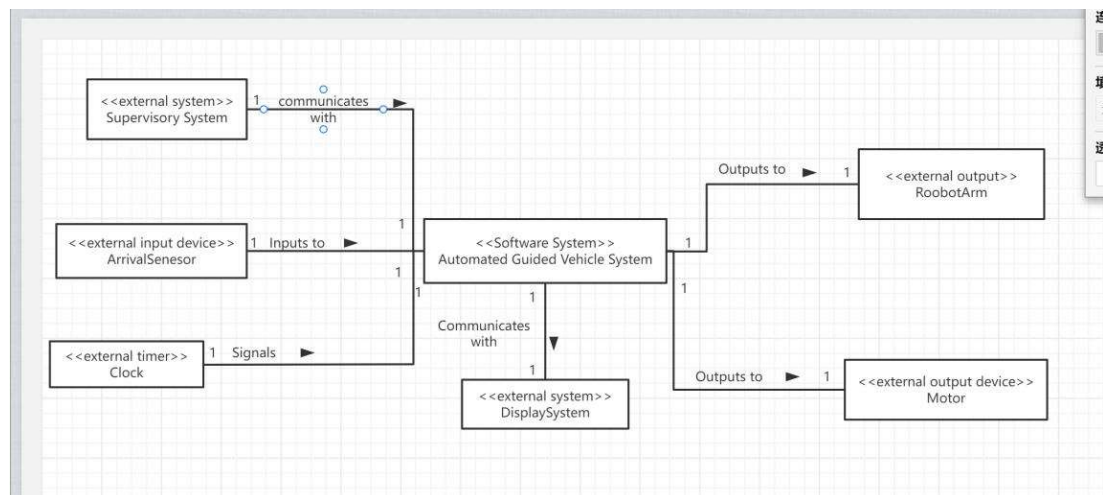 <<external system>>
Supervisory System
1 communicates
with
1
<<external input device>>
ArrivalSenesor
1 Inputs to
1
1
<<external timer>>
Clock
1 Signals
<<Software System>>
Automated Guided Vehicle System
1
Communicates
with
1
<<external system>>
DisplaySystem
1
Outputs to 1
<<external output>>
RoobotArm
1
Outputs to 1
<<external output device>>
Motor